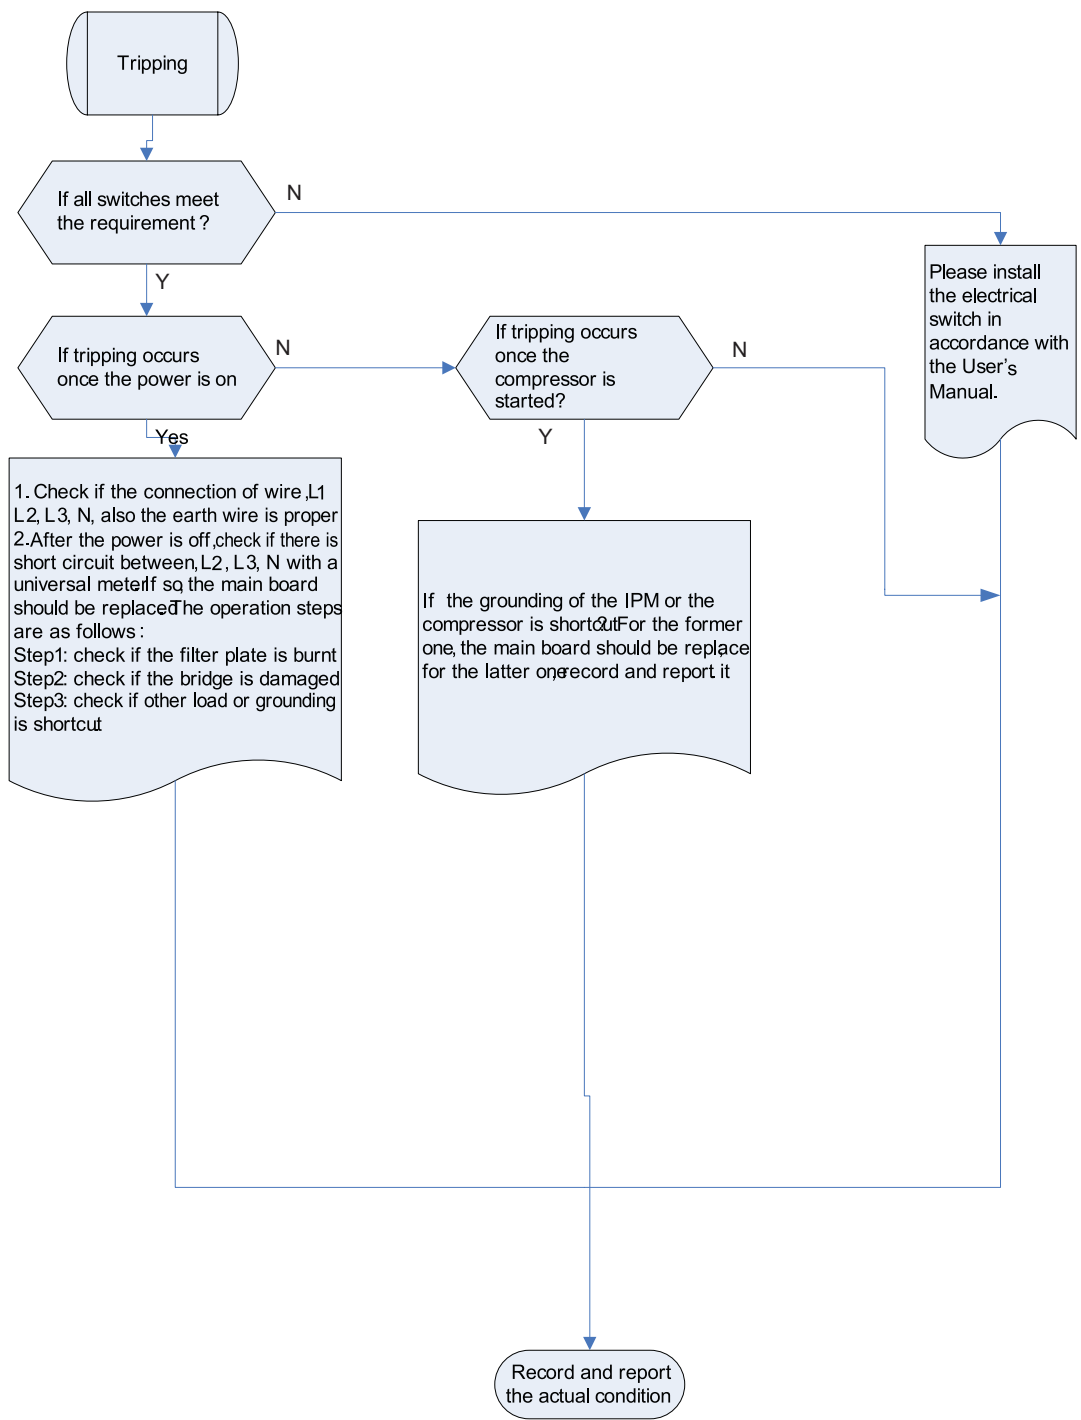 Tripping
If all switches meet
the requirement ?
N
Y
Please install
the electrical
switch in
accordance with
the User's
Manual.
If tripping occurs
once the power is on
N
If tripping occurs
once the
compressor is
started?
N
Yes
Y
1. Check if the connection of wire ,L1
L2, L3, N, also the earth wire is proper
2.After the power is off ,check if there is
short circuit between, L2 , L3, N with a
universal meter.If so, the main board
should be replaced.The operation steps
are as follows :
Step1: check if the filter plate is burnt
Step2: check if the bridge is damaged
Step3: check if other load or grounding
is shortcut.
If the grounding of the IPM or the
compressor is shortcut? For the former
one, the main board should be replace,
for the latter one,record and report it.
Record and report
the actual condition